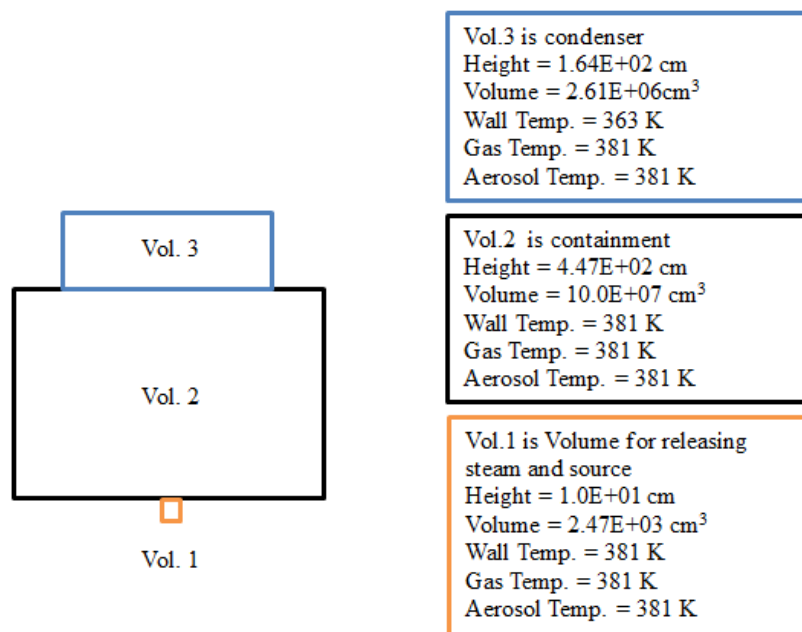 Vol.3 is condenser
Height = 1.64E+02 cm
Volume = 2.61E+06cm³
Wall Temp. = 363 K
Gas Temp. = 381 K
Aerosol Temp. = 381 K
Vol. 3
Vol.2  is containment
Height = 4.47E+02 cm
Volume = 10.0E+07 cm³
Wall Temp. = 381 K
Gas Temp. = 381 K
Aerosol Temp. = 381 K
Vol. 2
Vol.1 is Volume for releasing
steam and source
Height = 1.0E+01 cm
Volume = 2.47E+03 cm³
Wall Temp. = 381 K
Gas Temp. = 381 K
Aerosol Temp. = 381 K
Vol. 1